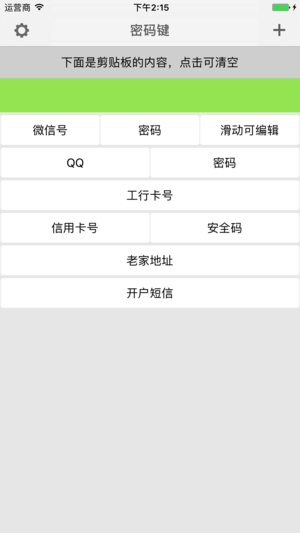 运营商 下午2:15
密码键
下面是剪贴板的内容，点击可清空
微信号 密码 滑动可编辑
QQ 密码
工行卡号
信用卡号 安全码
老家地址
开户短信